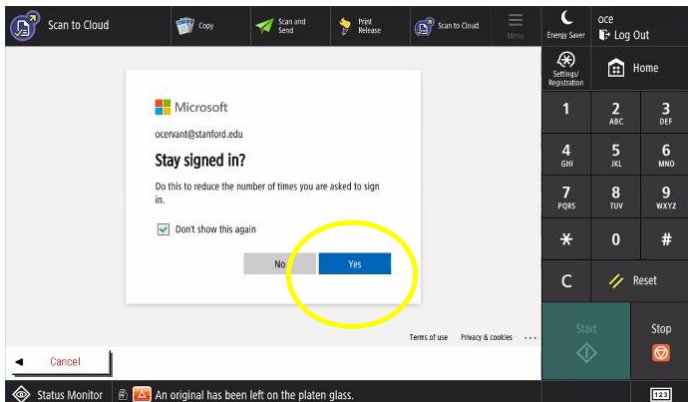 Scan to Cloud
Copy
Scan and
Send
Print
Release
Scan to Cloud
Menu
Energy Saver
oce
Log Out
Settings/
Registration
Home
Microsoft
ocervant@stanford.edu
Stay signed in?
Do this to reduce the number of times you are asked to sign
in.
Don't show this again
No
Yes
Terms of use Privacy & cookies ...
Cancel
1 2 3
ABC DEF
4 5 6
GHI JKL MNO
7 8 9
PQRS TUV WXYZ
* 0 #
C Reset
Start Stop
Status Monitor An original has been left on the platen glass.
123